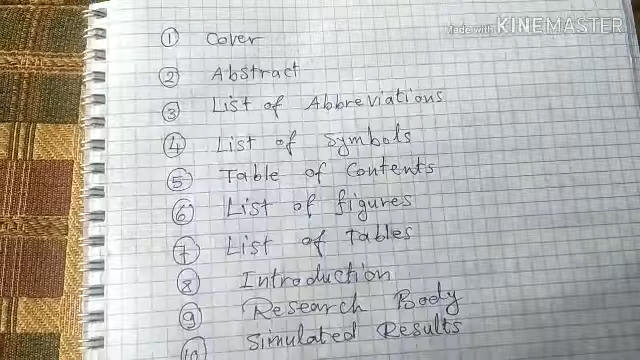 Made with KINEMASTER
① Cover
② Abstract
③ List of Abbreviations
④ List of Symbols
⑤ Table of Contents
⑥ List of figures
⑦ List of Tables
⑧ Introduction
⑨ Research Body
⑩ Simulated Results